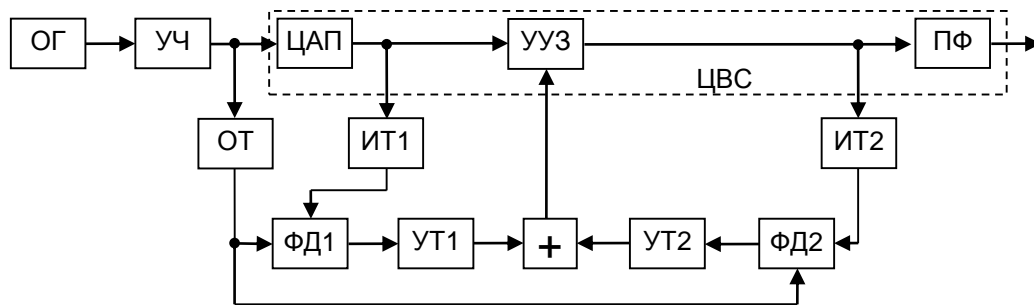 ОГ
УЧ
ЦАП
УУЗ
ПФ
ЦВС
ОТ
ИТ1
ИТ2
ФД1
УТ1
+
УТ2
ФД2